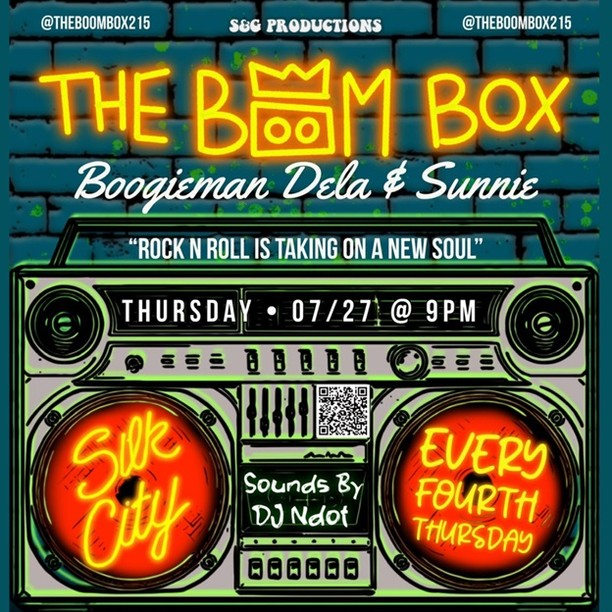 @THEBOOMBOX215
S&G PRODUCTIONS
@THEBOOMBOX215
THE BOOM BOX
Boogieman Dela & Sunnie
"ROCK N ROLL IS TAKING ON A NEW SOUL"
THURSDAY • 07/27 @ 9PM
Silk
City
Sounds By
DJ Ndot
EVERY
FOURTH
THURSDAY